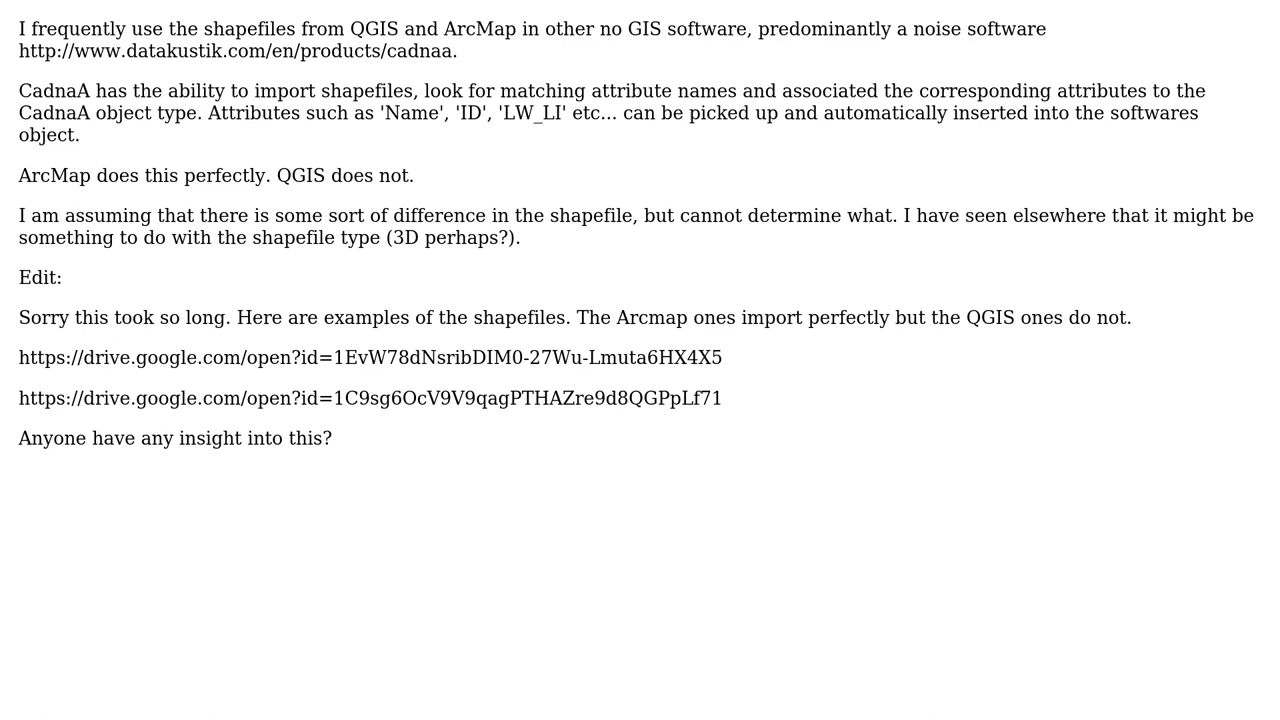 I frequently use the shapefiles from QGIS and ArcMap in other no GIS software, predominantly a noise software
http://www.datakustik.com/en/products/cadnaa.
CadnaA has the ability to import shapefiles, look for matching attribute names and associated the corresponding attributes to the
CadnaA object type. Attributes such as 'Name', 'ID', 'LW_LI' etc... can be picked up and automatically inserted into the softwares
object.
ArcMap does this perfectly. QGIS does not.
I am assuming that there is some sort of difference in the shapefile, but cannot determine what. I have seen elsewhere that it might be
something to do with the shapefile type (3D perhaps?).
Edit:
Sorry this took so long. Here are examples of the shapefiles. The Arcmap ones import perfectly but the QGIS ones do not.
https://drive.google.com/open?id=1EvW78dNsribDIM0-27Wu-Lmuta6HX4X5
https://drive.google.com/open?id=1C9sg6OcV9V9qagPTHAZre9d8QGPpLf71
Anyone have any insight into this?